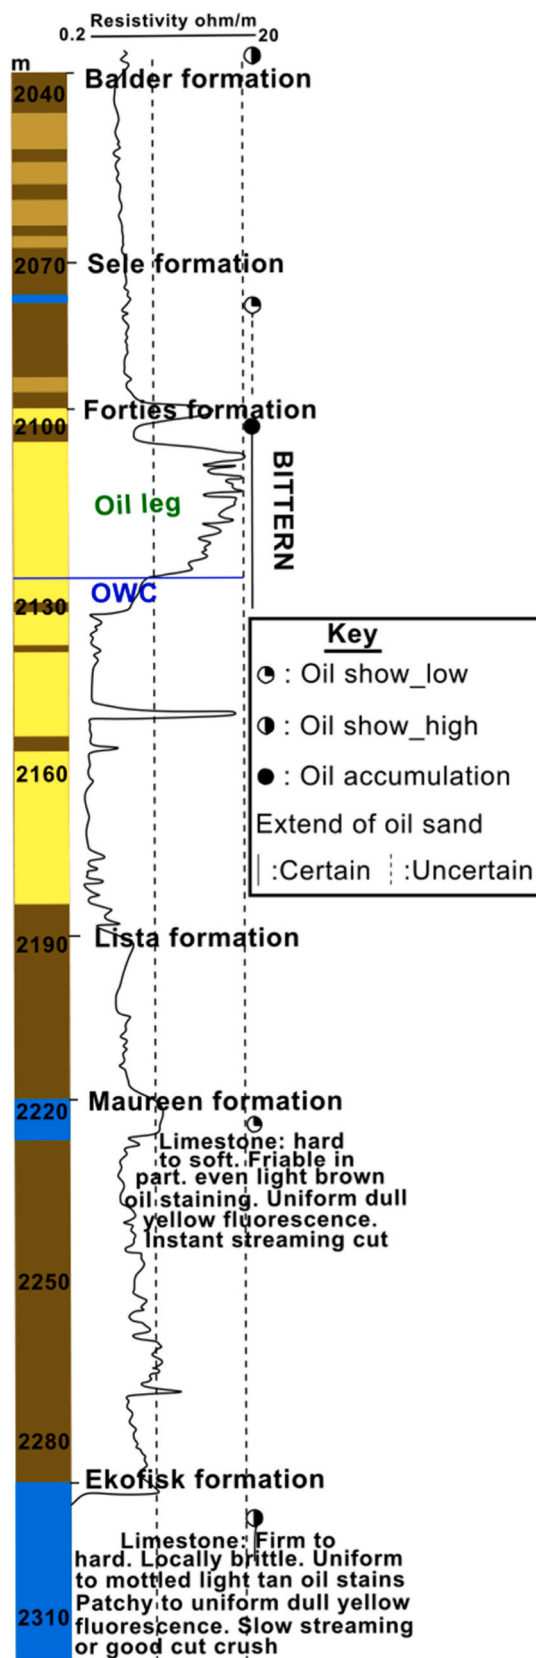 Resistivity ohm/m
0.2
20
m
Balder formation
2040
Sele formation
2070
Forties formation
2100
BITTERN
Oil leg
OWC
2130
Key
: Oil show_low
: Oil show_high
: Oil accumulation
2160
Extend of oil sand
:Certain
:Uncertain
Lista formation
2190
Maureen formation
2220
Limestone: hard
to soft. Friable in
part. even light brown
oil staining. Uniform dull
yellow fluorescence.
Instant streaming cut
2250
2280
Ekofisk formation
Limestone: Firm to
hard. Locally brittle. Uniform
to mottled light tan oil stains
Patchy to uniform dull yellow
fluorescence. Slow streaming
or good cut crush
2310